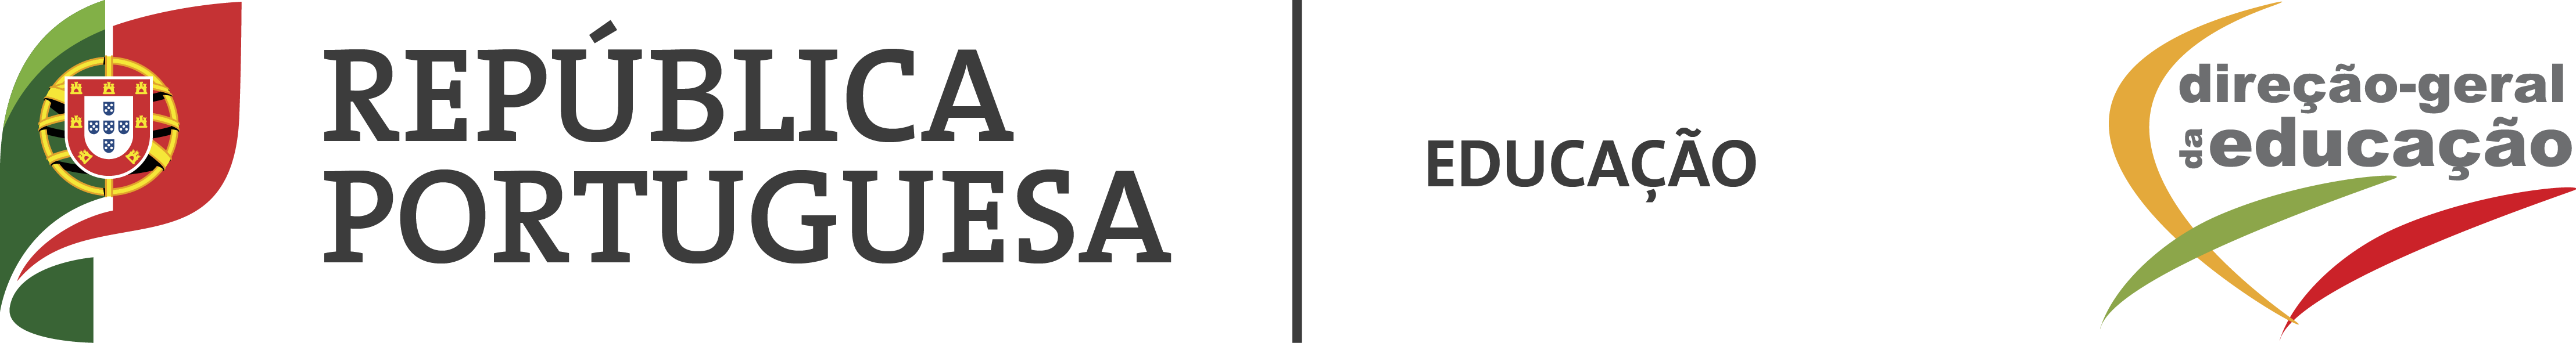 REPÚBLICA
PORTUGUESA
EDUCAÇÃO
direção-geral
da educação